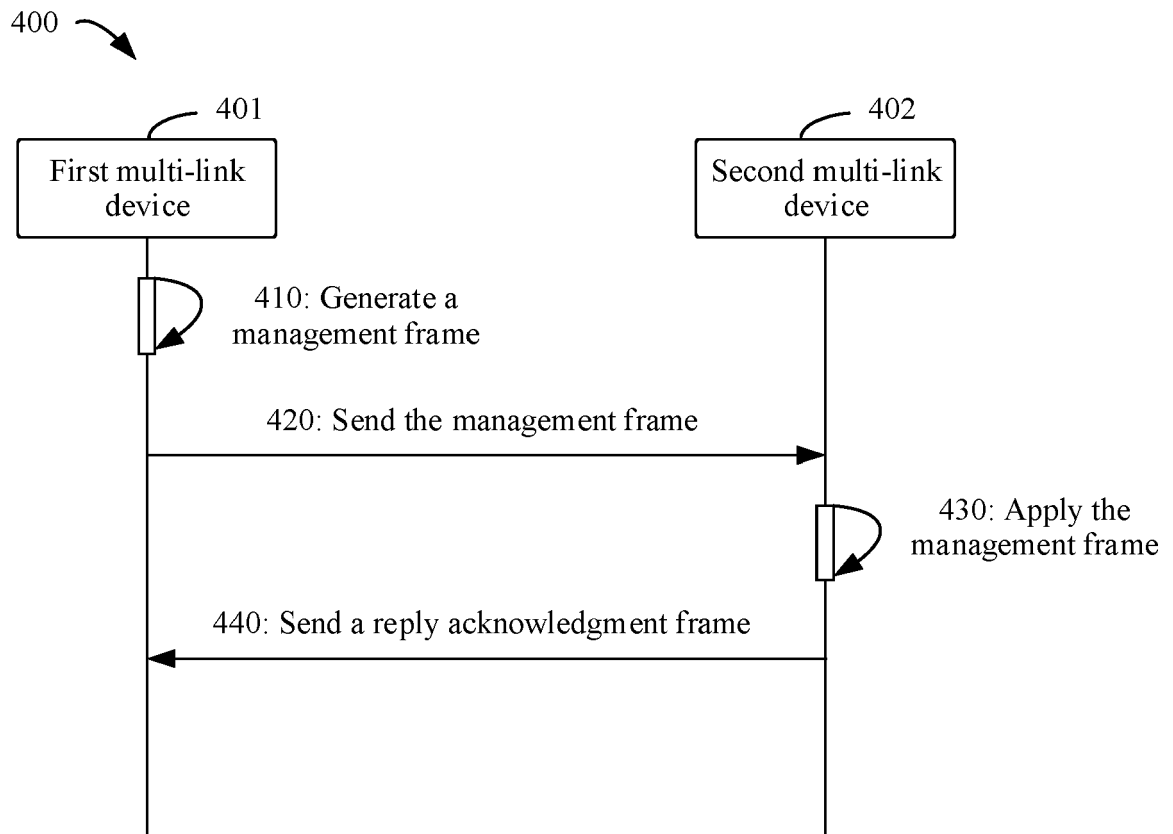 400
401
402
First multi-link
device
Second multi-link
device
410: Generate a
management frame
420: Send the management frame
430: Apply the
management frame
440: Send a reply acknowledgment frame